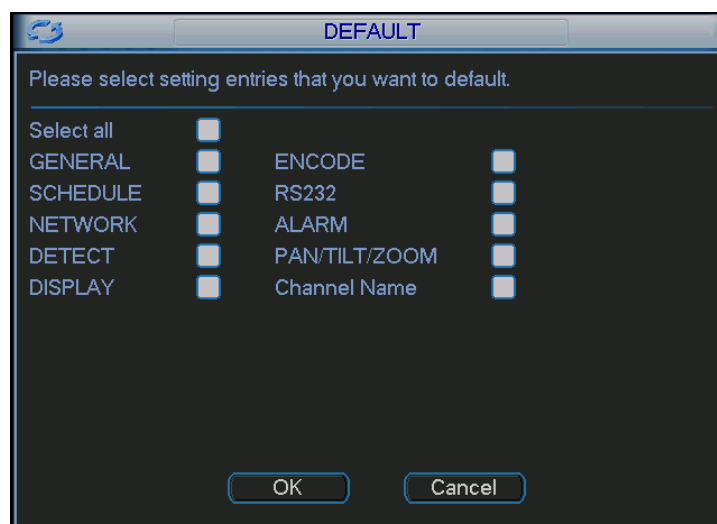 DEFAULT
Please select setting entries that you want to default.
Select all
GENERAL ENCODE
SCHEDULE RS232
NETWORK ALARM
DETECT PAN/TILT/ZOOM
DISPLAY Channel Name
OK Cancel